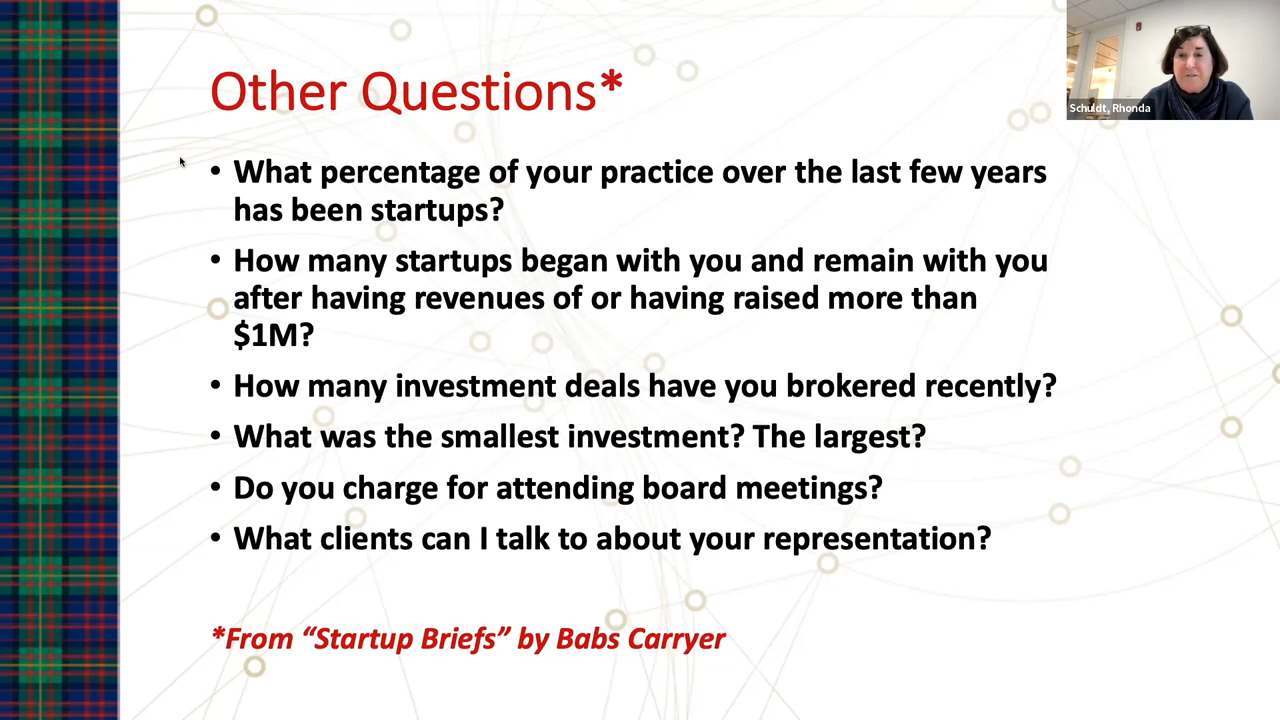 Other Questions*
Schuldt, Rhonda
• What percentage of your practice over the last few years
has been startups?
• How many startups began with you and remain with you
after having revenues of or having raised more than
$1M?
• How many investment deals have you brokered recently?
• What was the smallest investment? The largest?
• Do you charge for attending board meetings?
• What clients can I talk to about your representation?
*From “Startup Briefs” by Babs Carryer